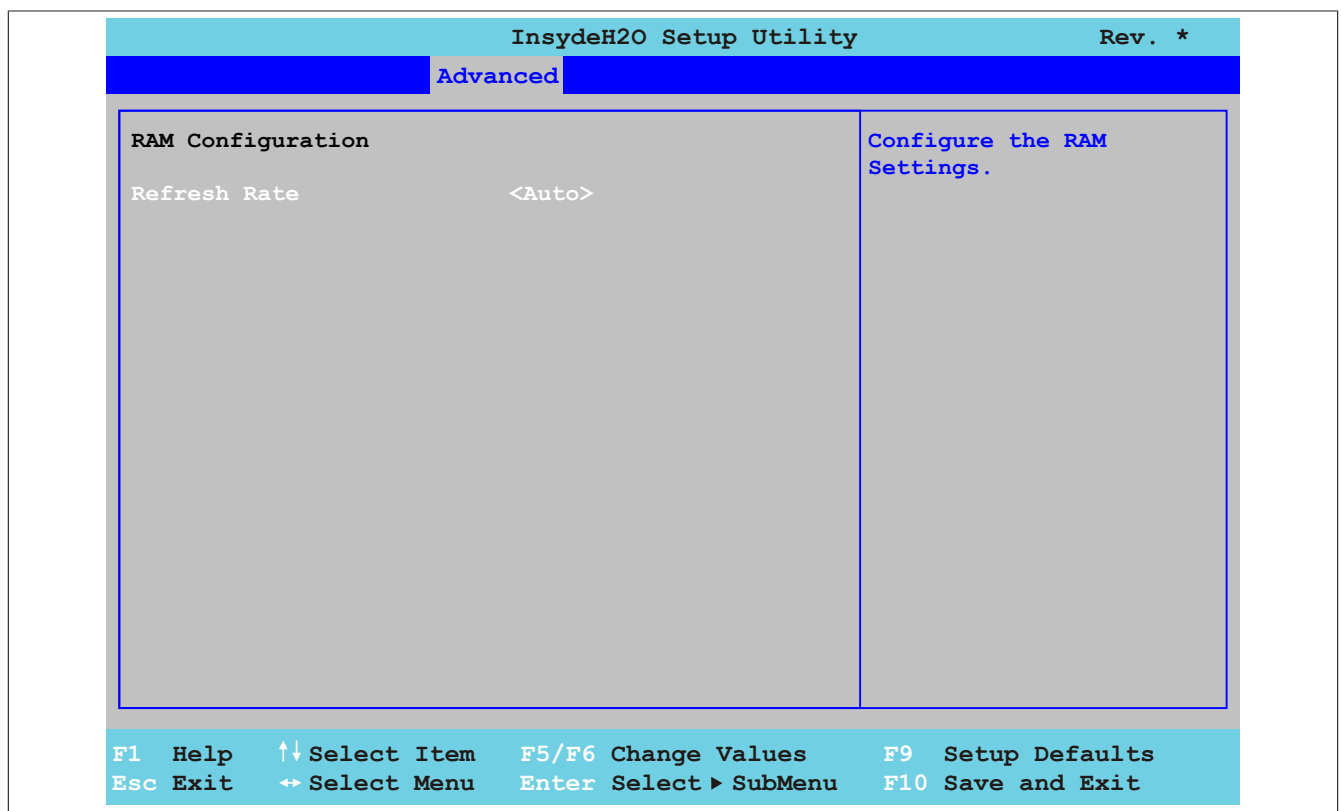 InsydeH2O Setup Utility Rev. *
Advanced
RAM Configuration
Refresh Rate <Auto>
Configure the RAM
Settings.
F1 Help ↑↓ Select Item F5/F6 Change Values F9 Setup Defaults
Esc Exit ↔ Select Menu Enter Select ▶ SubMenu F10 Save and Exit